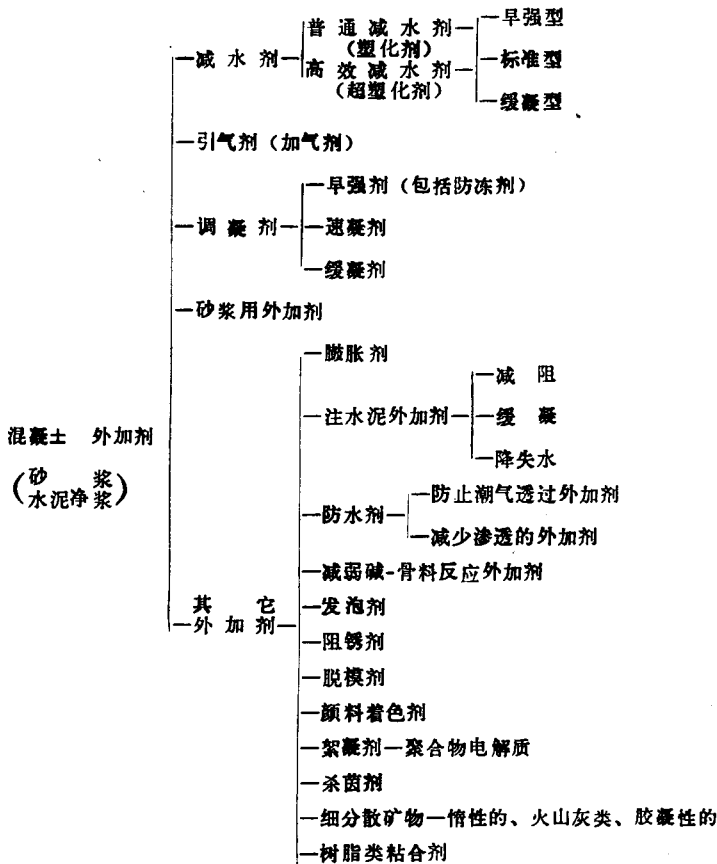 普通减水剂
(塑化剂)
高效减水剂
(超塑化剂)
减水剂
早强型
标准型
缓凝型
引气剂(加气剂)
早强剂(包括防冻剂)
调凝剂
速凝剂
缓凝剂
砂浆用外加剂
膨胀剂
减阻
注水泥外加剂
缓凝
降失水
混凝土 外加剂
(砂浆
水泥净浆)
防止潮气透过外加剂
防水剂
减少渗透的外加剂
减弱碱-骨料反应外加剂
其它
外加剂
发泡剂
阻锈剂
脱模剂
颜料着色剂
絮凝剂—聚合物电解质
杀菌剂
细分散矿物—惰性的、火山灰类、胶凝性的
树脂类粘合剂